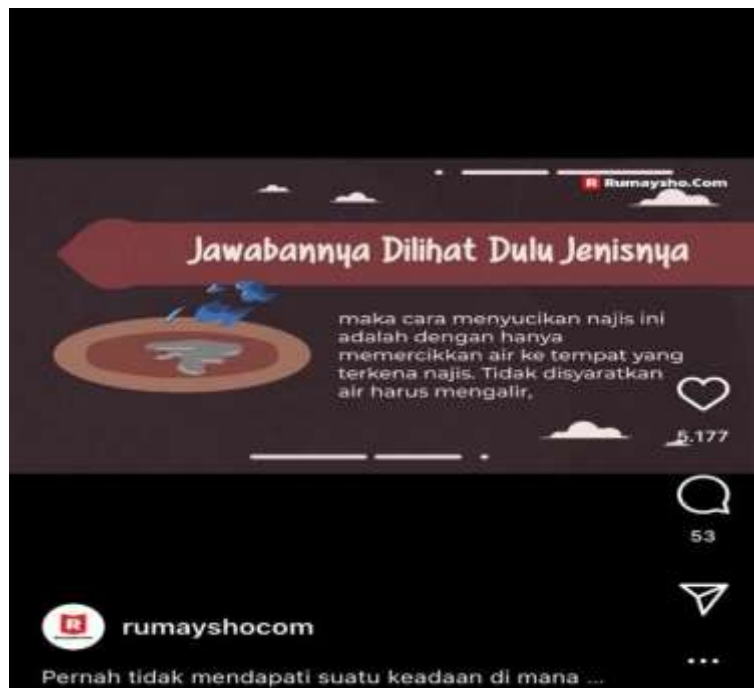 Rumaysho.Com
Jawabannya Dilihat Dulu Jenisnya
maka cara menyucikan najis ini
adalah dengan hanya
memercikkan air ke tempat yang
terkena najis. Tidak disyaratkan
air harus mengalir,
5.177
53
rumayshocom
Pernah tidak mendapati suatu keadaan di mana ...